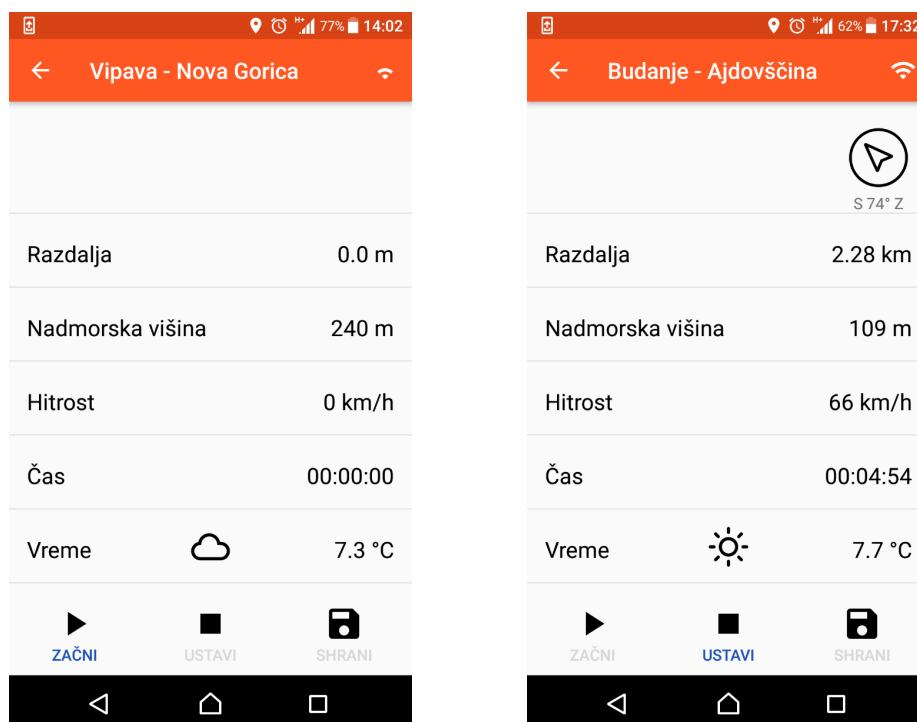 H+ 77% 14:02
Vipava - Nova Gorica
Razdalja 0.0 m
Nadmorska višina 240 m
Hitrost 0 km/h
Čas 00:00:00
Vreme 7.3 °C
ZAČNI USTAVI SHRANI
H+ 62% 17:32
Budanje - Ajdovščina
S 74° Z
Razdalja 2.28 km
Nadmorska višina 109 m
Hitrost 66 km/h
Čas 00:04:54
Vreme 7.7 °C
ZAČNI USTAVI SHRANI